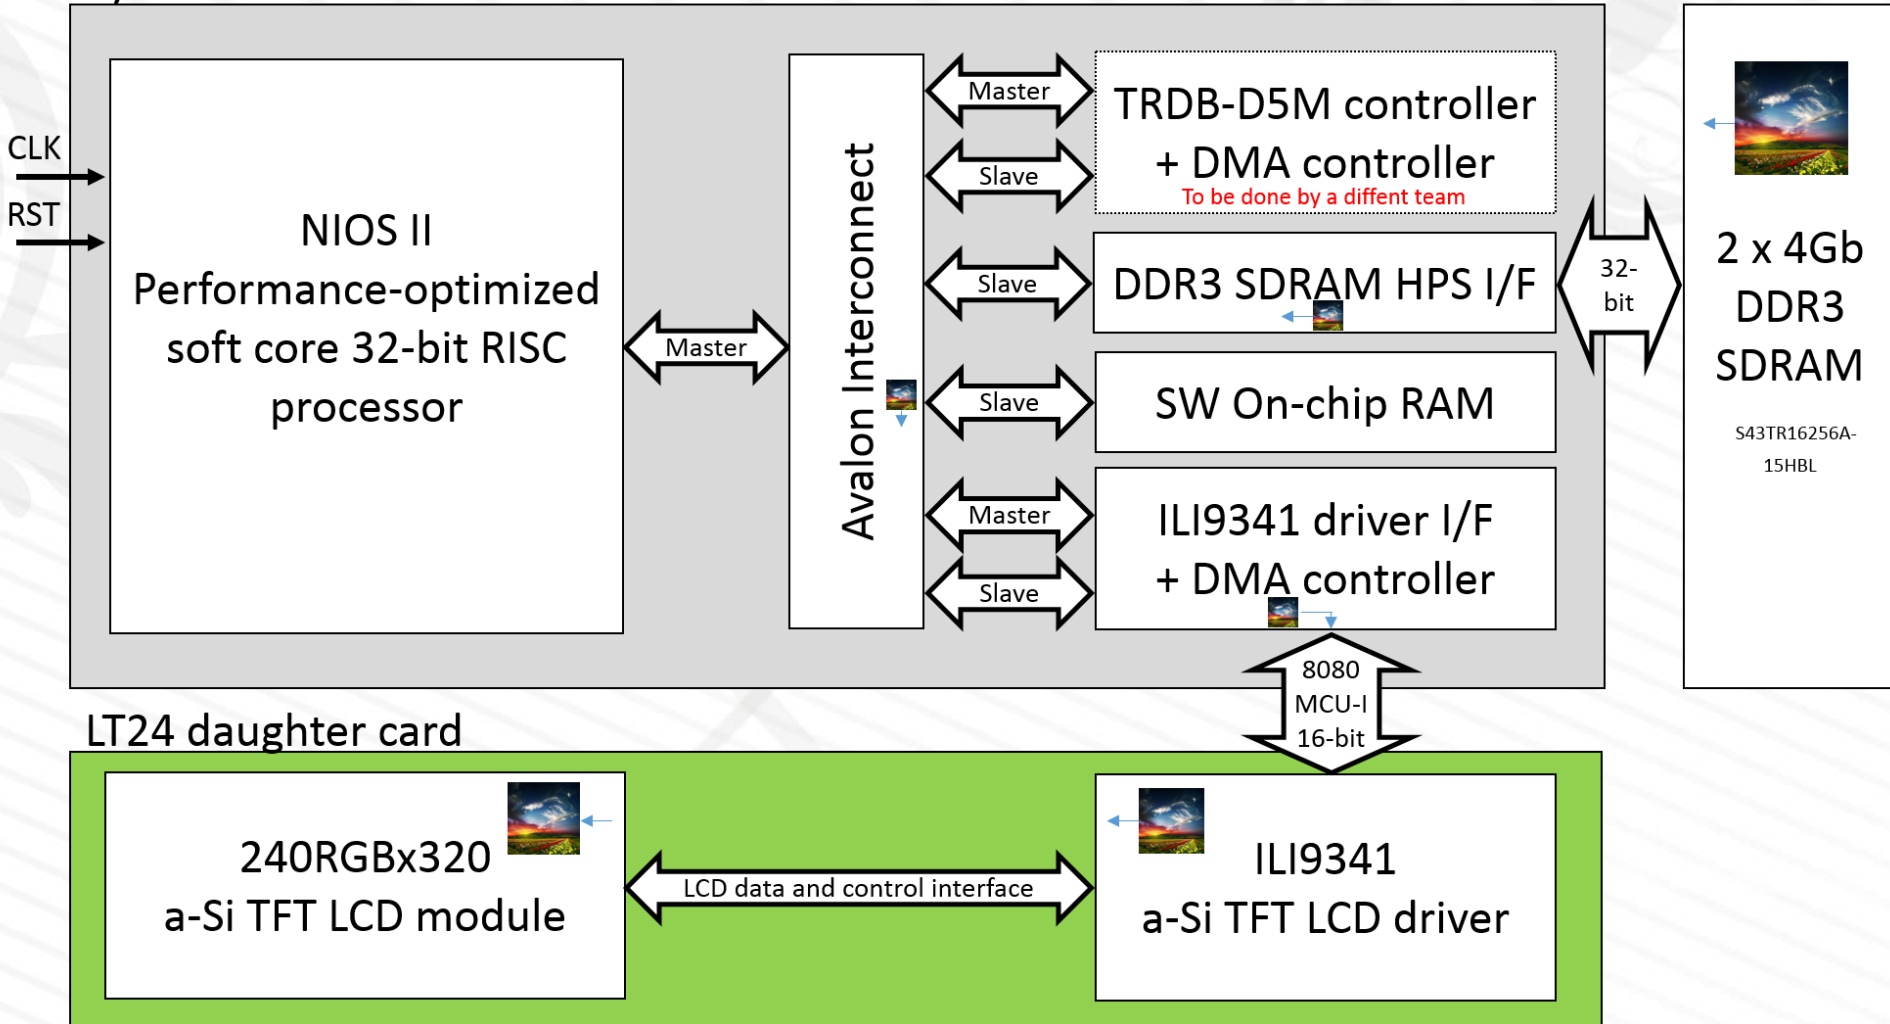 CLK
RST
NIOS II
Performance-optimized
soft core 32-bit RISC
processor
Master
Avalon Interconnect
Master
Slave
TRDB-D5M controller
+ DMA controller
To be done by a diffent team
Slave
DDR3 SDRAM HPS I/F
Slave
SW On-chip RAM
Master
Slave
ILI9341 driver I/F
+ DMA controller
32-
bit
2 x 4Gb
DDR3
SDRAM
S43TR16256A-
15HBL
8080
MCU-I
16-bit
LT24 daughter card
240RGBx320
a-Si TFT LCD module
LCD data and control interface
ILI9341
a-Si TFT LCD driver